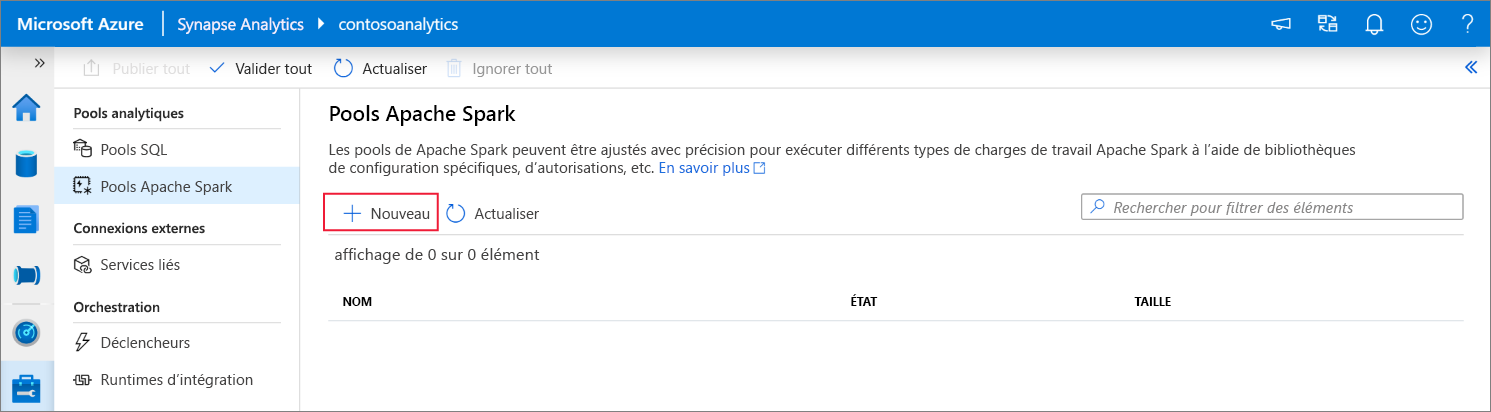 Microsoft Azure Synapse Analytics contosoanalytics
Publier tout Valider tout Actualiser Ignorer tout
Pools analytiques
Pools SQL
Pools Apache Spark
Connexions externes
Services liés
Orchestration
Déclencheurs
Runtimes d’intégration
Pools Apache Spark
Les pools de Apache Spark peuvent être ajustés avec précision pour exécuter différents types de charges de travail Apache Spark à l’aide de bibliothèques
de configuration spécifiques, d’autorisations, etc. En savoir plus
Nouveau Actualiser Rechercher pour filtrer des éléments
affichage de 0 sur 0 élément
NOM ÉTAT TAILLE